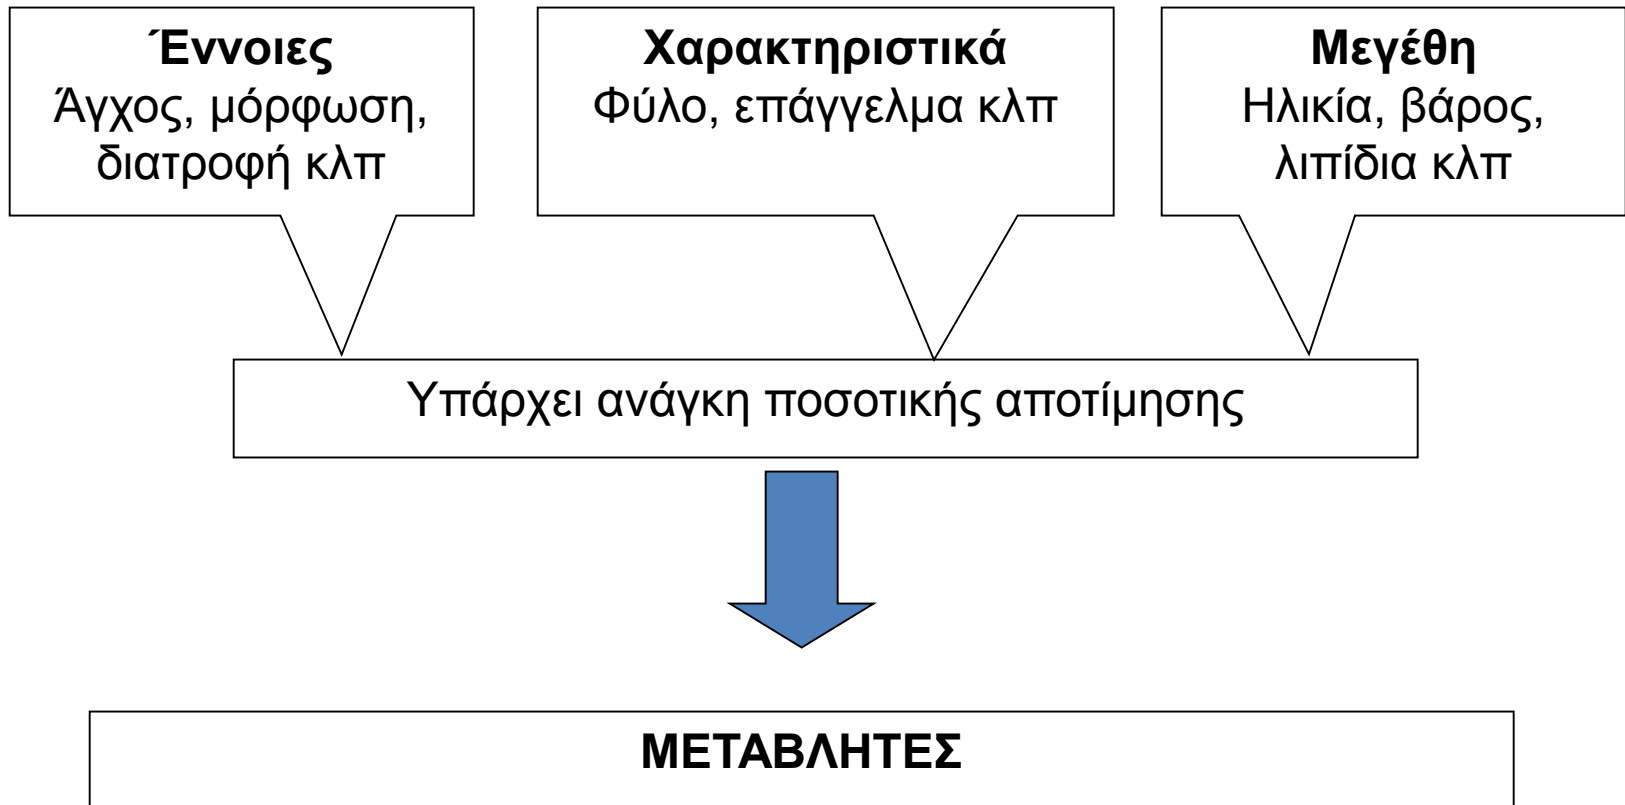 Έννοιες
Άγχος, μόρφωση,
διατροφή κλπ
Χαρακτηριστικά
Φύλο, επάγγελμα κλπ
Μεγέθη
Ηλικία, βάρος,
λιπίδια κλπ
Υπάρχει ανάγκη ποσοτικής αποτίμησης
ΜΕΤΑΒΛΗΤΕΣ